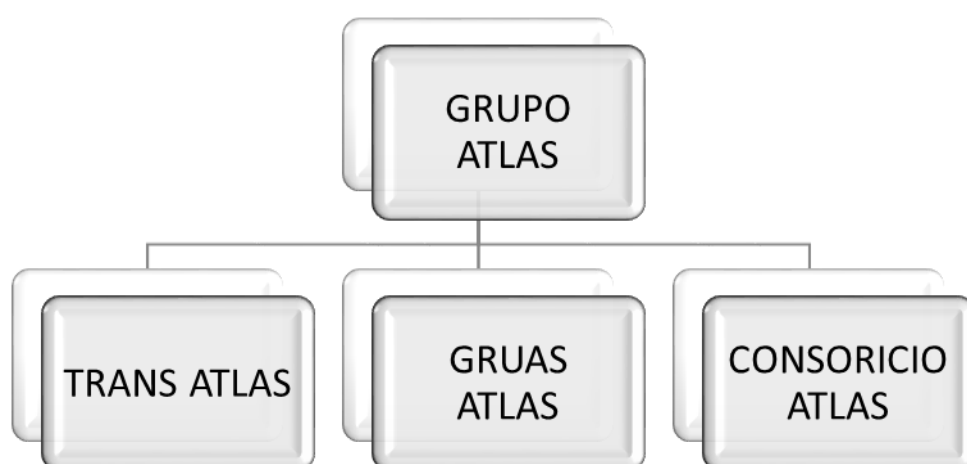 GRUPO
ATLAS
TRANS ATLAS
GRUAS
ATLAS
CONSORICIO
ATLAS